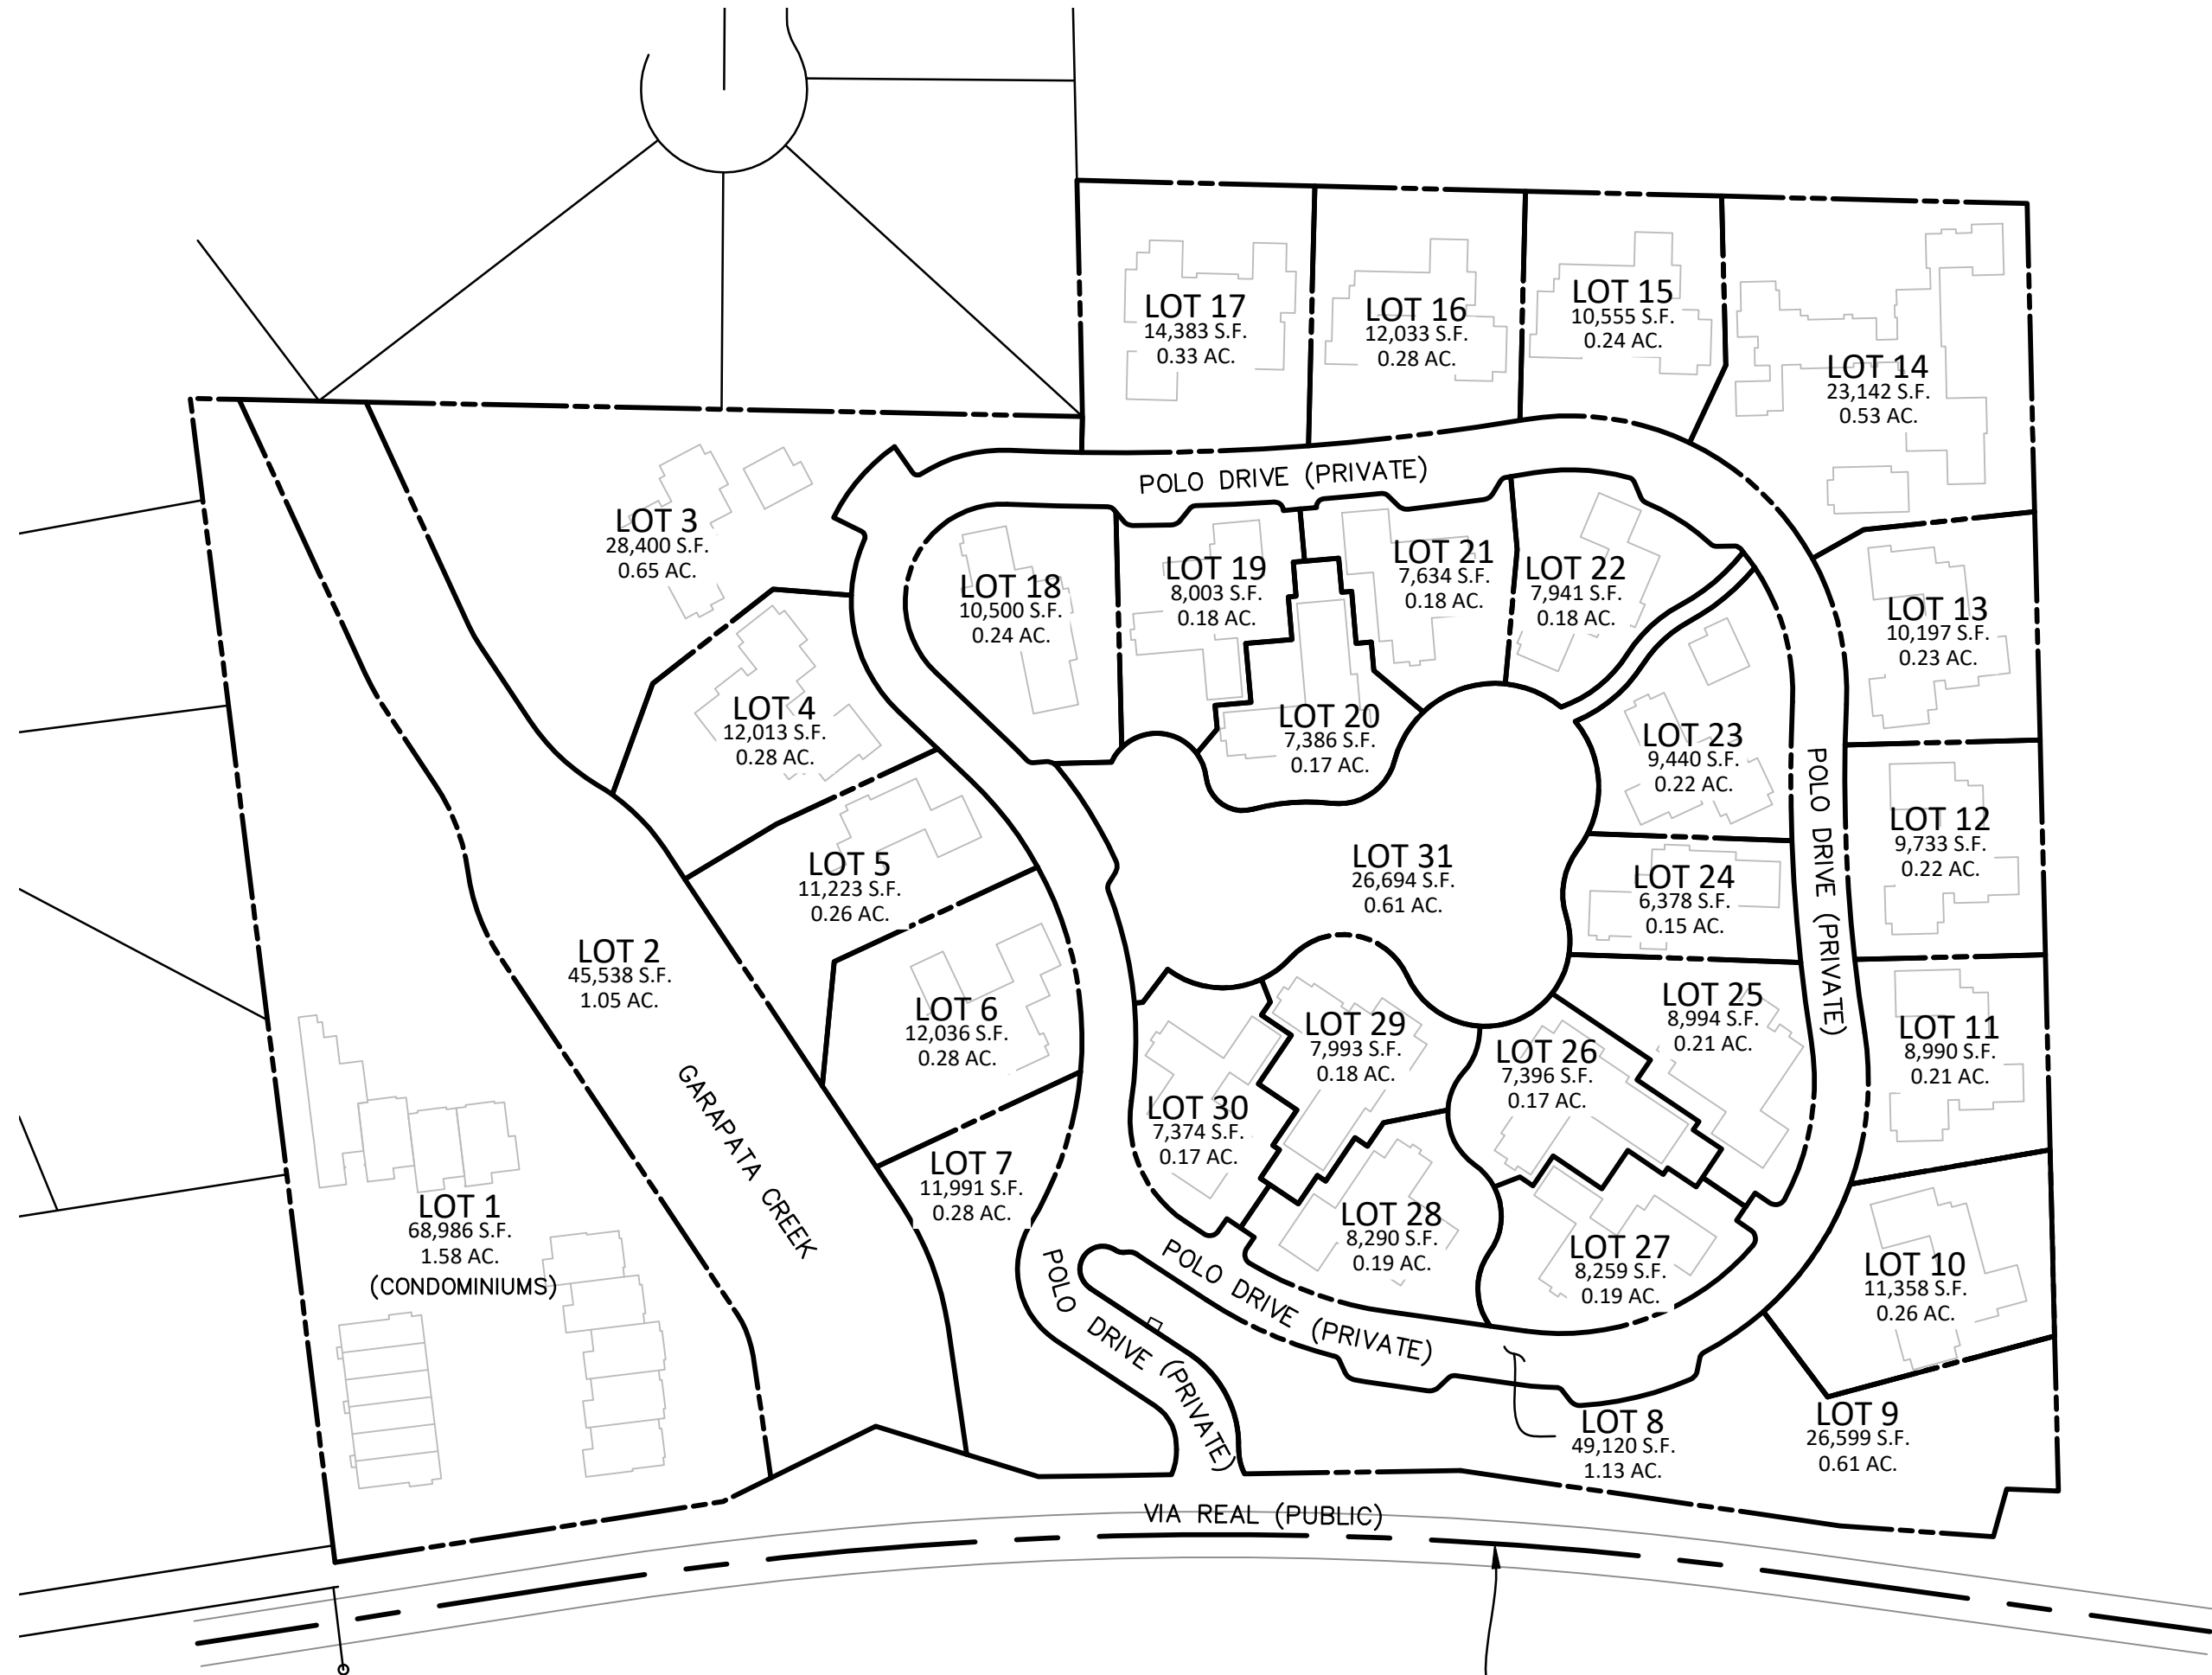 LOT 17
14,383 S.F.
0.33 AC.
LOT 16
12,033 S.F.
0.28 AC.
LOT 15
10,555 S.F.
0.24 AC.
LOT 14
23,142 S.F.
0.53 AC.
POLO DRIVE (PRIVATE)
LOT 3
28,400 S.F.
0.65 AC.
LOT 18
10,500 S.F.
0.24 AC.
LOT 19
8,003 S.F.
0.18 AC.
LOT 21
7,634 S.F.
0.18 AC.
LOT 22
7,941 S.F.
0.18 AC.
LOT 13
10,197 S.F.
0.23 AC.
LOT 4
12,013 S.F.
0.28 AC.
LOT 20
7,386 S.F.
0.17 AC.
LOT 23
9,440 S.F.
0.22 AC.
POLO DRIVE (PRIVATE)
LOT 12
9,733 S.F.
0.22 AC.
LOT 5
11,223 S.F.
0.26 AC.
LOT 31
26,694 S.F.
0.61 AC.
LOT 24
6,378 S.F.
0.15 AC.
LOT 2
45,538 S.F.
1.05 AC.
LOT 6
12,036 S.F.
0.28 AC.
LOT 29
7,993 S.F.
0.18 AC.
LOT 26
7,396 S.F.
0.17 AC.
LOT 25
8,994 S.F.
0.21 AC.
LOT 11
8,990 S.F.
0.21 AC.
GARAPATA CREEK
LOT 30
7,374 S.F.
0.17 AC.
LOT 7
11,991 S.F.
0.28 AC.
LOT 1
68,986 S.F.
1.58 AC.
(CONDOMINIUMS)
LOT 28
8,290 S.F.
0.19 AC.
LOT 27
8,259 S.F.
0.19 AC.
LOT 10
11,358 S.F.
0.26 AC.
POLO DRIVE (PRIVATE)
POLO DRIVE (PRIVATE)
LOT 8
49,120 S.F.
1.13 AC.
LOT 9
26,599 S.F.
0.61 AC.
VIA REAL (PUBLIC)